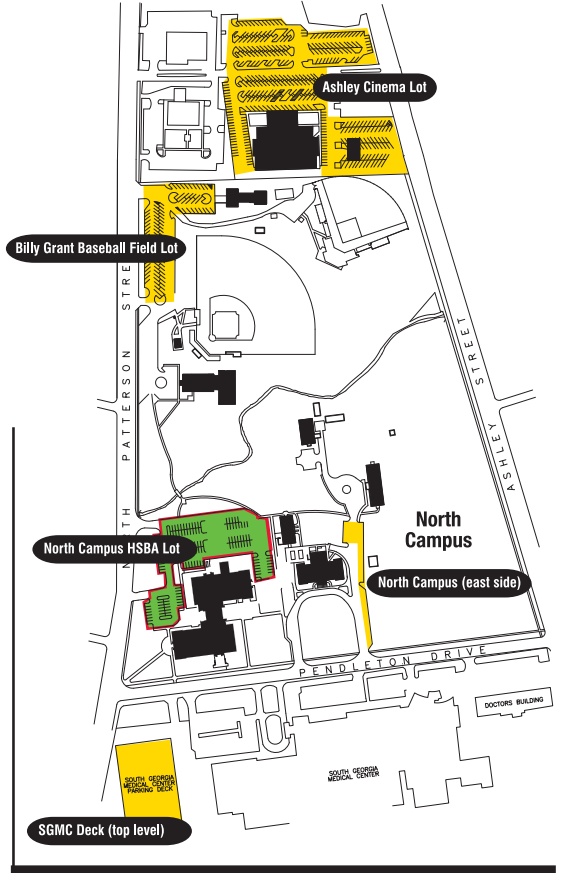 Ashley Cinema Lot
Billy Grant Baseball Field Lot
NORTH PATTERSON STREET
ASHLEY STREET
North
Campus
North Campus HSBA Lot
North Campus (east side)
PENDLETON DRIVE
DOCTORS BUILDING
SOUTH GEORGIA
MEDICAL CENTER
PARKING DECK
SOUTH GEORGIA
MEDICAL CENTER
SGMC Deck (top level)